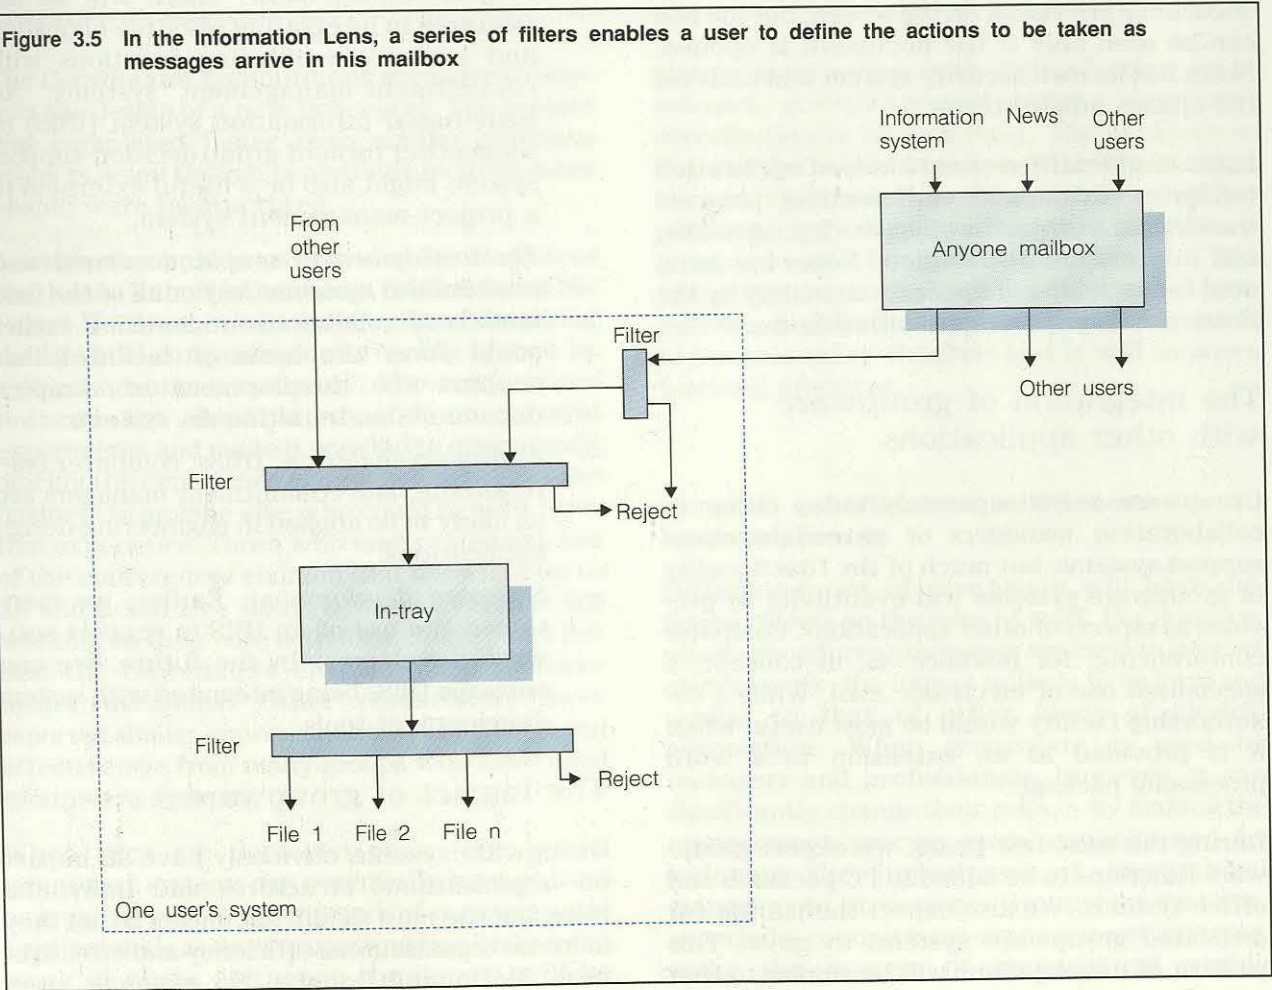 Figure 3.5 In the Information Lens, a series of filters enables a user to define the actions to be taken as
messages arrive in his mailbox
Information
system
News
Other
users
Anyone mailbox
Other users
From
other
users
Filter
Filter
Reject
In-tray
Filter
Reject
File 1 File 2 File n
One user's system